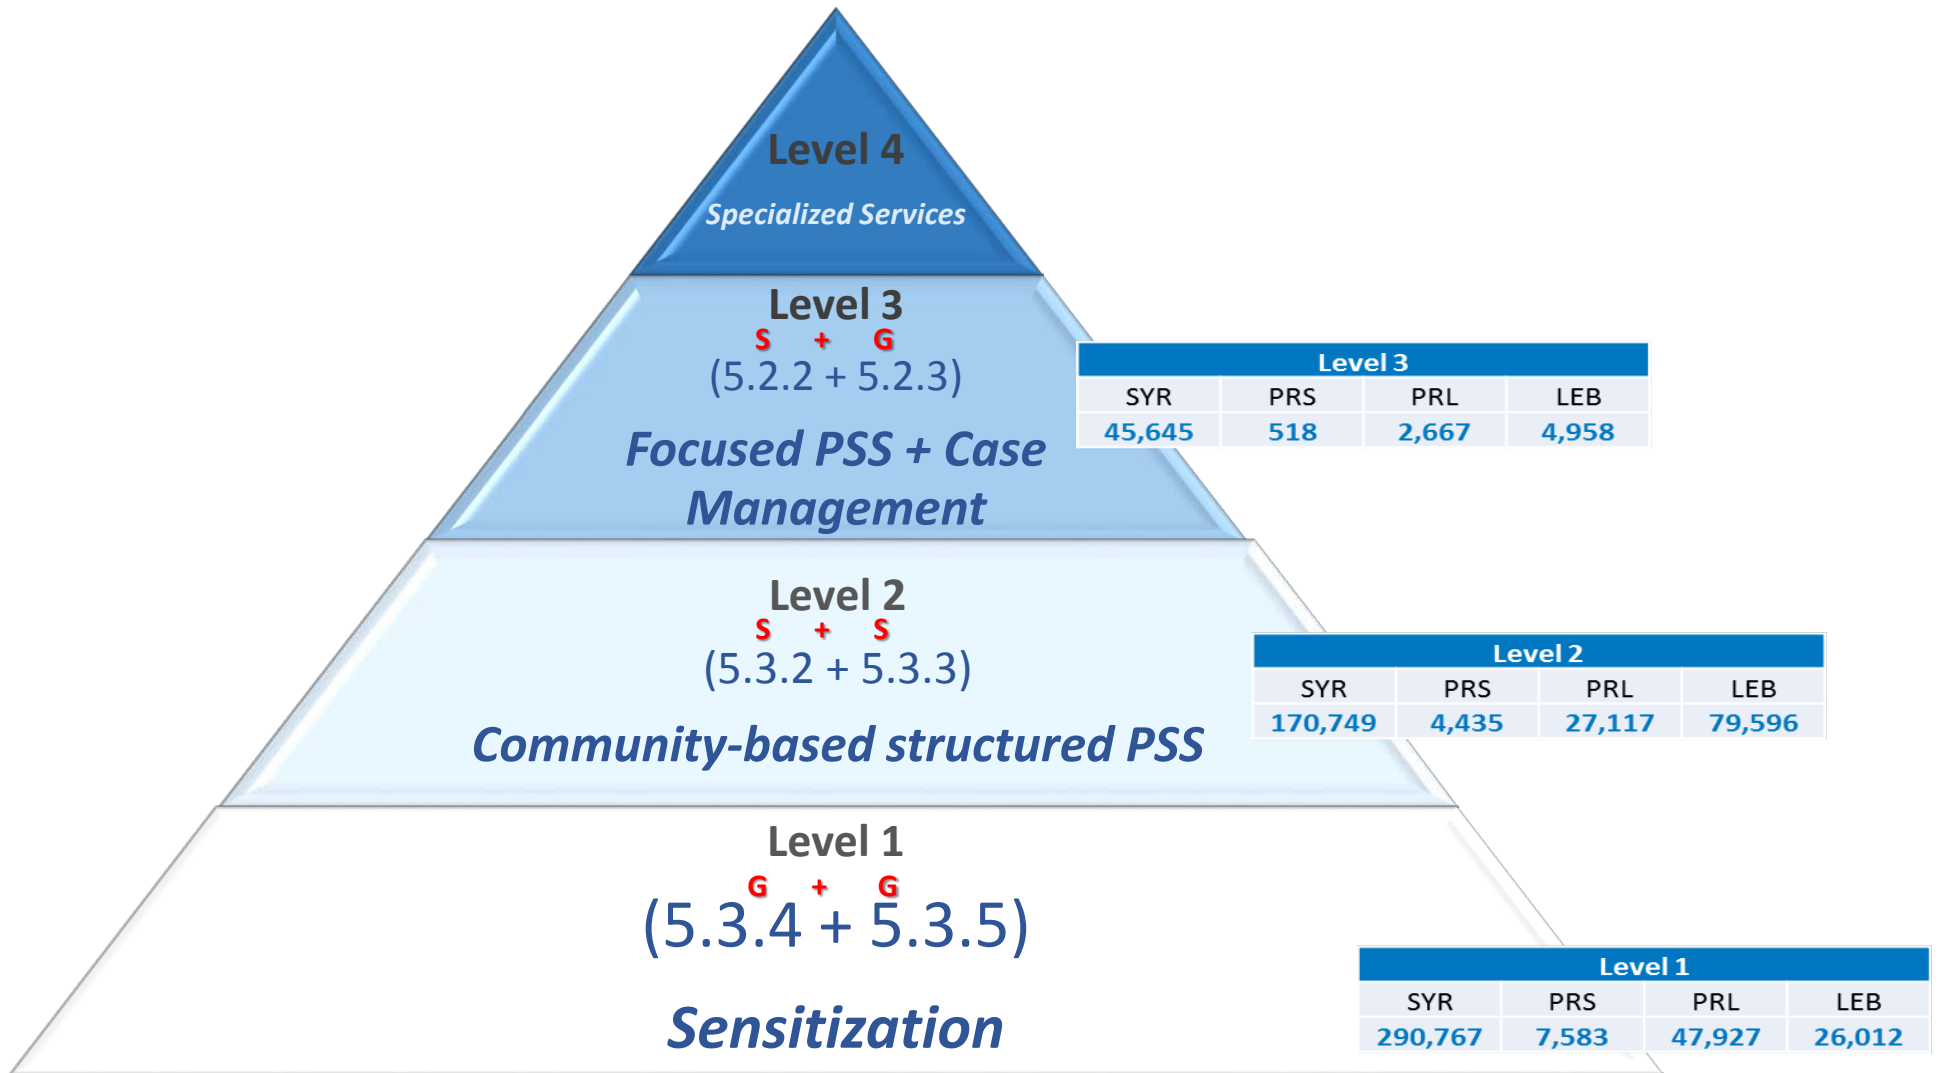 Level 4
Specialized Services
Level 3
S + G
(5.2.2 + 5.2.3)
Focused PSS + Case
Management
Level 3
SYR PRS PRL LEB
45,645 518 2,667 4,958
Level 2
S + S
(5.3.2 + 5.3.3)
Community-based structured PSS
Level 2
SYR PRS PRL LEB
170,749 4,435 27,117 79,596
Level 1
G + G
(5.3.4 + 5.3.5)
Sensitization
Level 1
SYR PRS PRL LEB
290,767 7,583 47,927 26,012